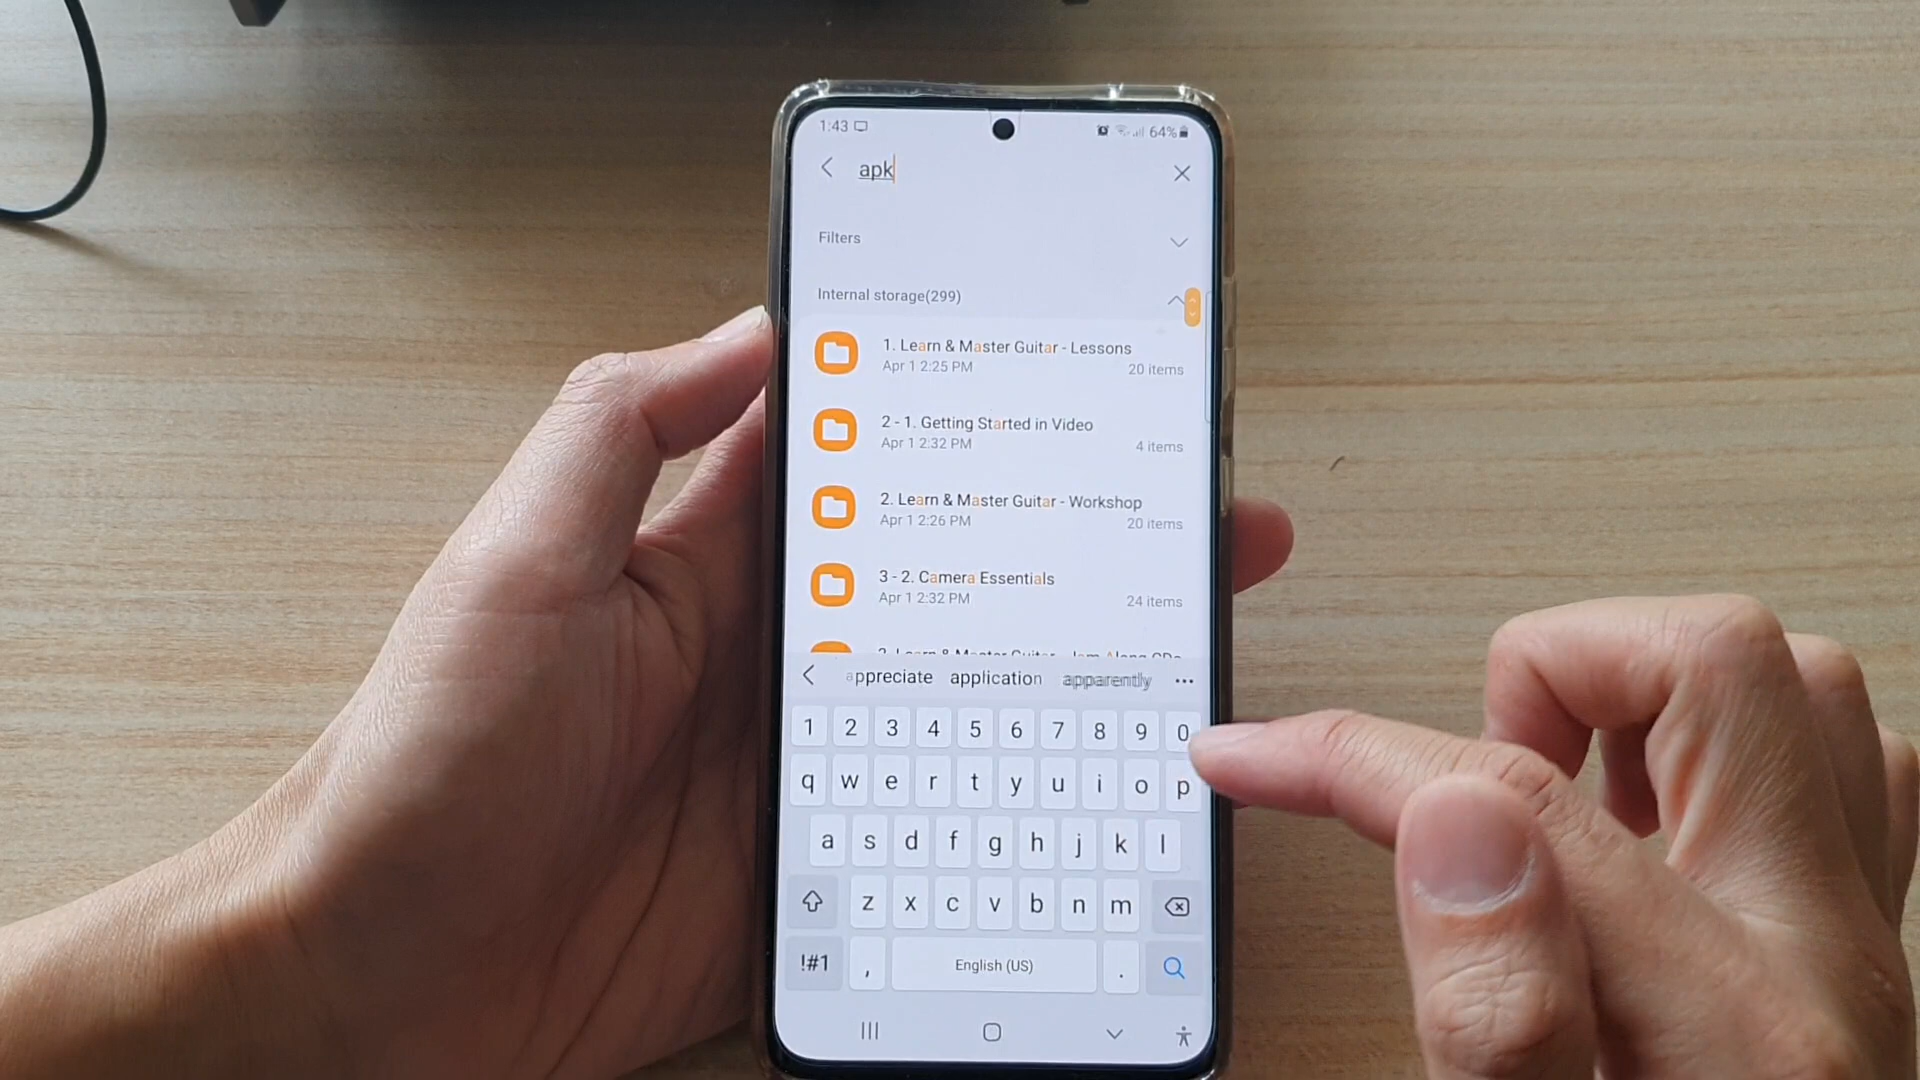 1:43 64%
apk
Filters
Internal storage(299)
1. Learn & Master Guitar - Lessons
Apr 1 2:25 PM 20 items
2 - 1. Getting Started in Video
Apr 1 2:32 PM 4 items
2. Learn & Master Guitar - Workshop
Apr 1 2:26 PM 20 items
3 - 2. Camera Essentials
Apr 1 2:32 PM 24 items
appreciate application apparently
1 2 3 4 5 6 7 8 9 0
q w e r t y u i o p
a s d f g h j k l
z x c v b n m
!#1 , English (US) .